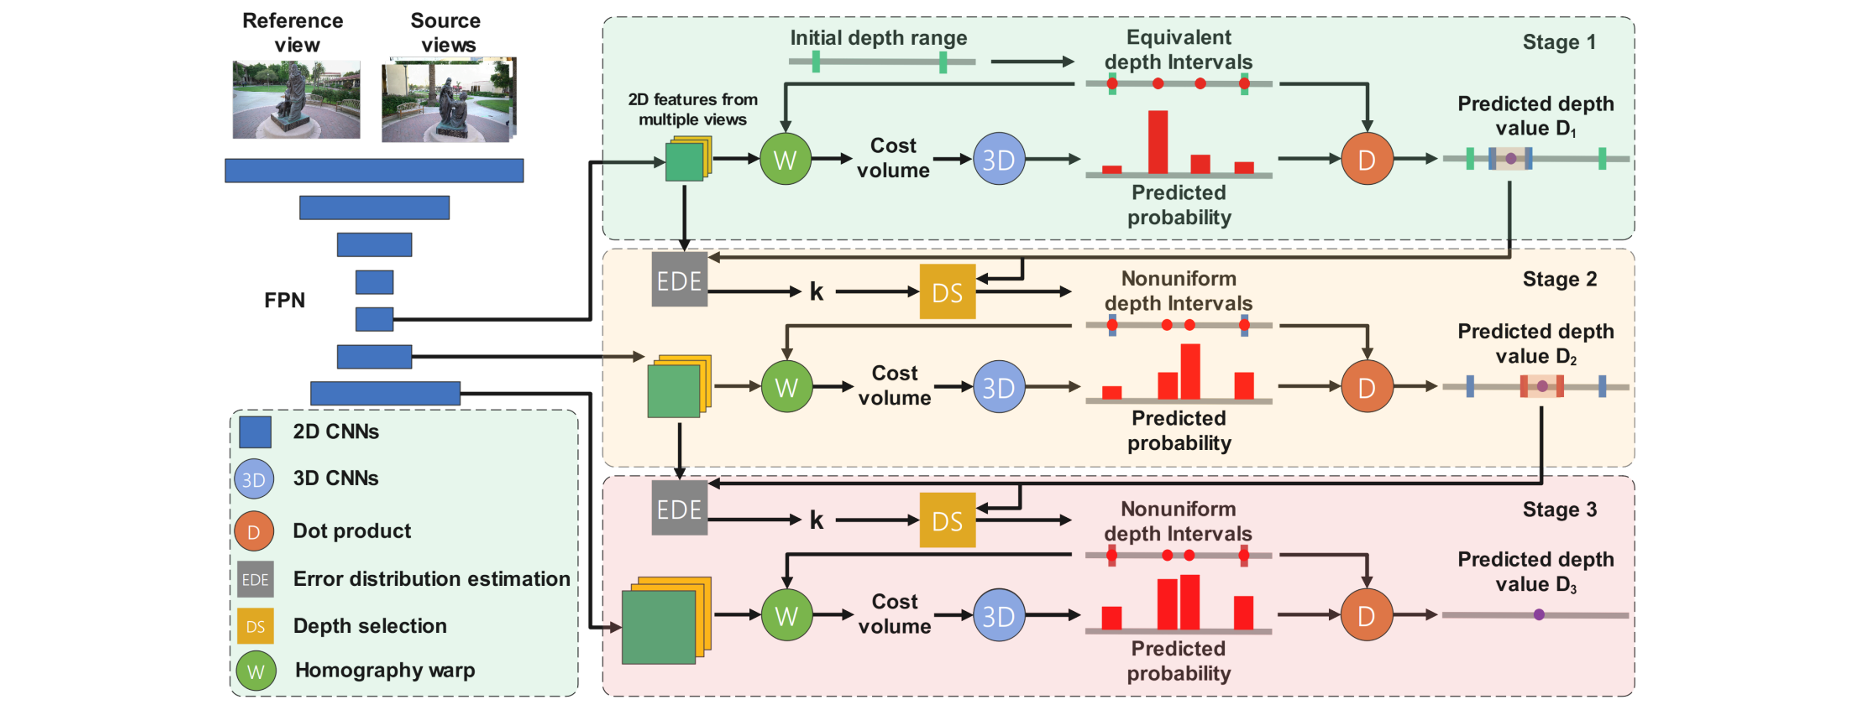 Reference
view
Source
views
FPN
2D CNNs
3D
3D CNNs
D
Dot product
EDE
Error distribution estimation
DS
Depth selection
W
Homography warp
Stage 1
Initial depth range
Equivalent
depth Intervals
2D features from
multiple views
W
Cost
volume
3D
Predicted
probability
D
Predicted depth
value D₁
Stage 2
EDE
k
DS
Nonuniform
depth Intervals
W
Cost
volume
3D
Predicted
probability
D
Predicted depth
value D₂
Stage 3
EDE
k
DS
Nonuniform
depth Intervals
W
Cost
volume
3D
Predicted
probability
D
Predicted depth
value D₃